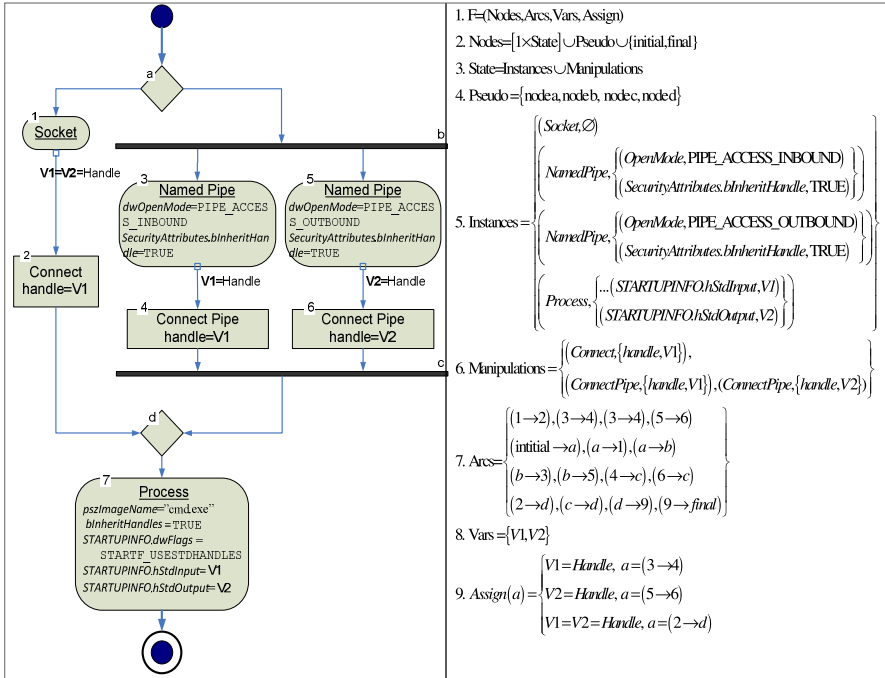 a
1
Socket
V1=V2=Handle
2
Connect
handle=V1
b
3
Named Pipe
dwOpenMode=PIPE_ACCES
S_INBOUND
SecurityAttributes.bInheritHan
dle=TRUE
5
Named Pipe
dwOpenMode=PIPE_ACCES
S_OUTBOUND
SecurityAttributes.bInheritHan
dle=TRUE
V1=Handle
V2=Handle
4
Connect Pipe
handle=V1
6
Connect Pipe
handle=V2
c
d
7
Process
pszImageName="cmd.exe"
bInheritHandles=TRUE
STARTUPINFO.dwFlags =
STARTF_USESTDHANDLES
STARTUPINFO.hStdInput=V1
STARTUPINFO.hStdOutput=V2
1. F=(Nodes,Arcs,Vars,Assign)
2. Nodes=[1×State]∪Pseudo∪{initial,final}
3. State=Instances∪Manipulations
4. Pseudo={node a, node b, node c, node d}
5. Instances={(Socket,∅)
(NamedPipe,{(OpenMode,PIPE_ACCESS_INBOUND)
(SecurityAttributes.bInheritHandle,TRUE)})
(NamedPipe,{(OpenMode,PIPE_ACCESS_OUTBOUND)
(SecurityAttributes.bInheritHandle,TRUE)})
(Process,{...(STARTUPINFO.hStdInput,V1)
(STARTUPINFO.hStdOutput,V2)})}
6. Manipulations={(Connect,{handle,V1}),
(ConnectPipe,{handle,V1}),(ConnectPipe,{handle,V2})}
7. Arcs={(1→2),(3→4),(3→4),(5→6)
(intitial→a),(a→1),(a→b)
(b→3),(b→5),(4→c),(6→c)
(2→d),(c→d),(d→9),(9→final)}
8. Vars={V1,V2}
9. Assign(a)={V1=Handle, a=(3→4)
V2=Handle, a=(5→6)
V1=V2=Handle, a=(2→d)